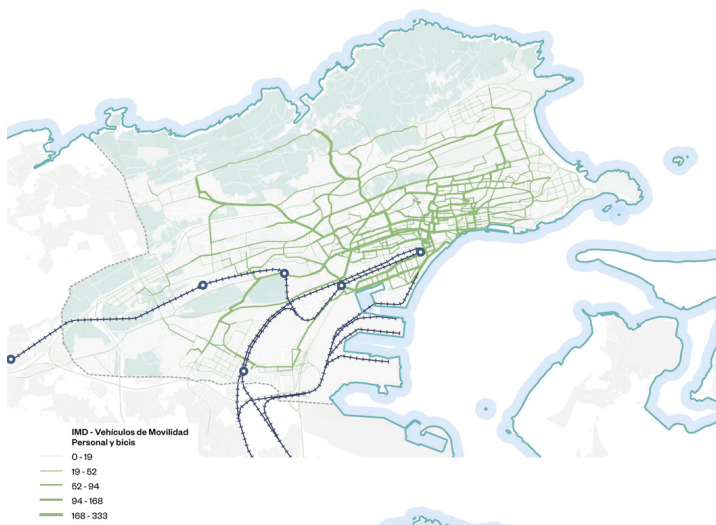 IMD - Vehículos de Movilidad
Personal y bicis
0 - 19
19 - 52
52 - 94
94 - 168
168 - 333